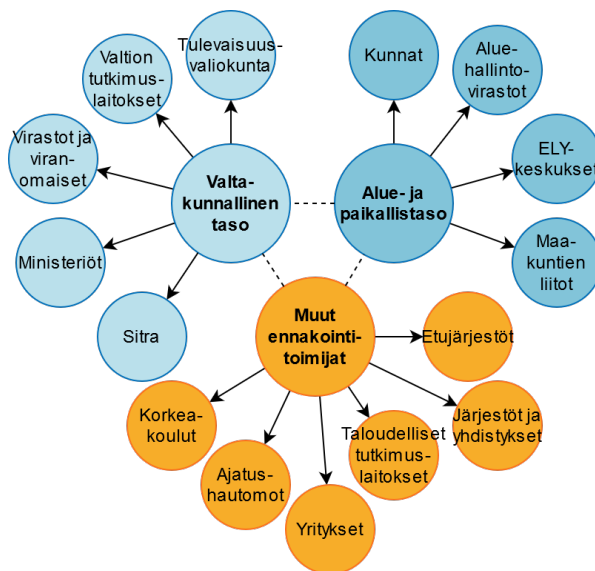 Tulevaisuus-
valiokunta
Valtion
tutkimus-
laitokset
Virastot ja
viran-
omaiset
Ministeriöt
Sitra
Valta-
kunnallinen
taso
Kunnat
Alue-
hallinto-
virastot
ELY-
keskukset
Maa-
kuntien
liitot
Alue- ja
paikallistaso
Muut
ennakointi-
toimijat
Etujärjestöt
Järjestöt ja
yhdistykset
Taloudelliset
tutkimus-
laitokset
Yritykset
Ajatus-
hautomot
Korkea-
koulut